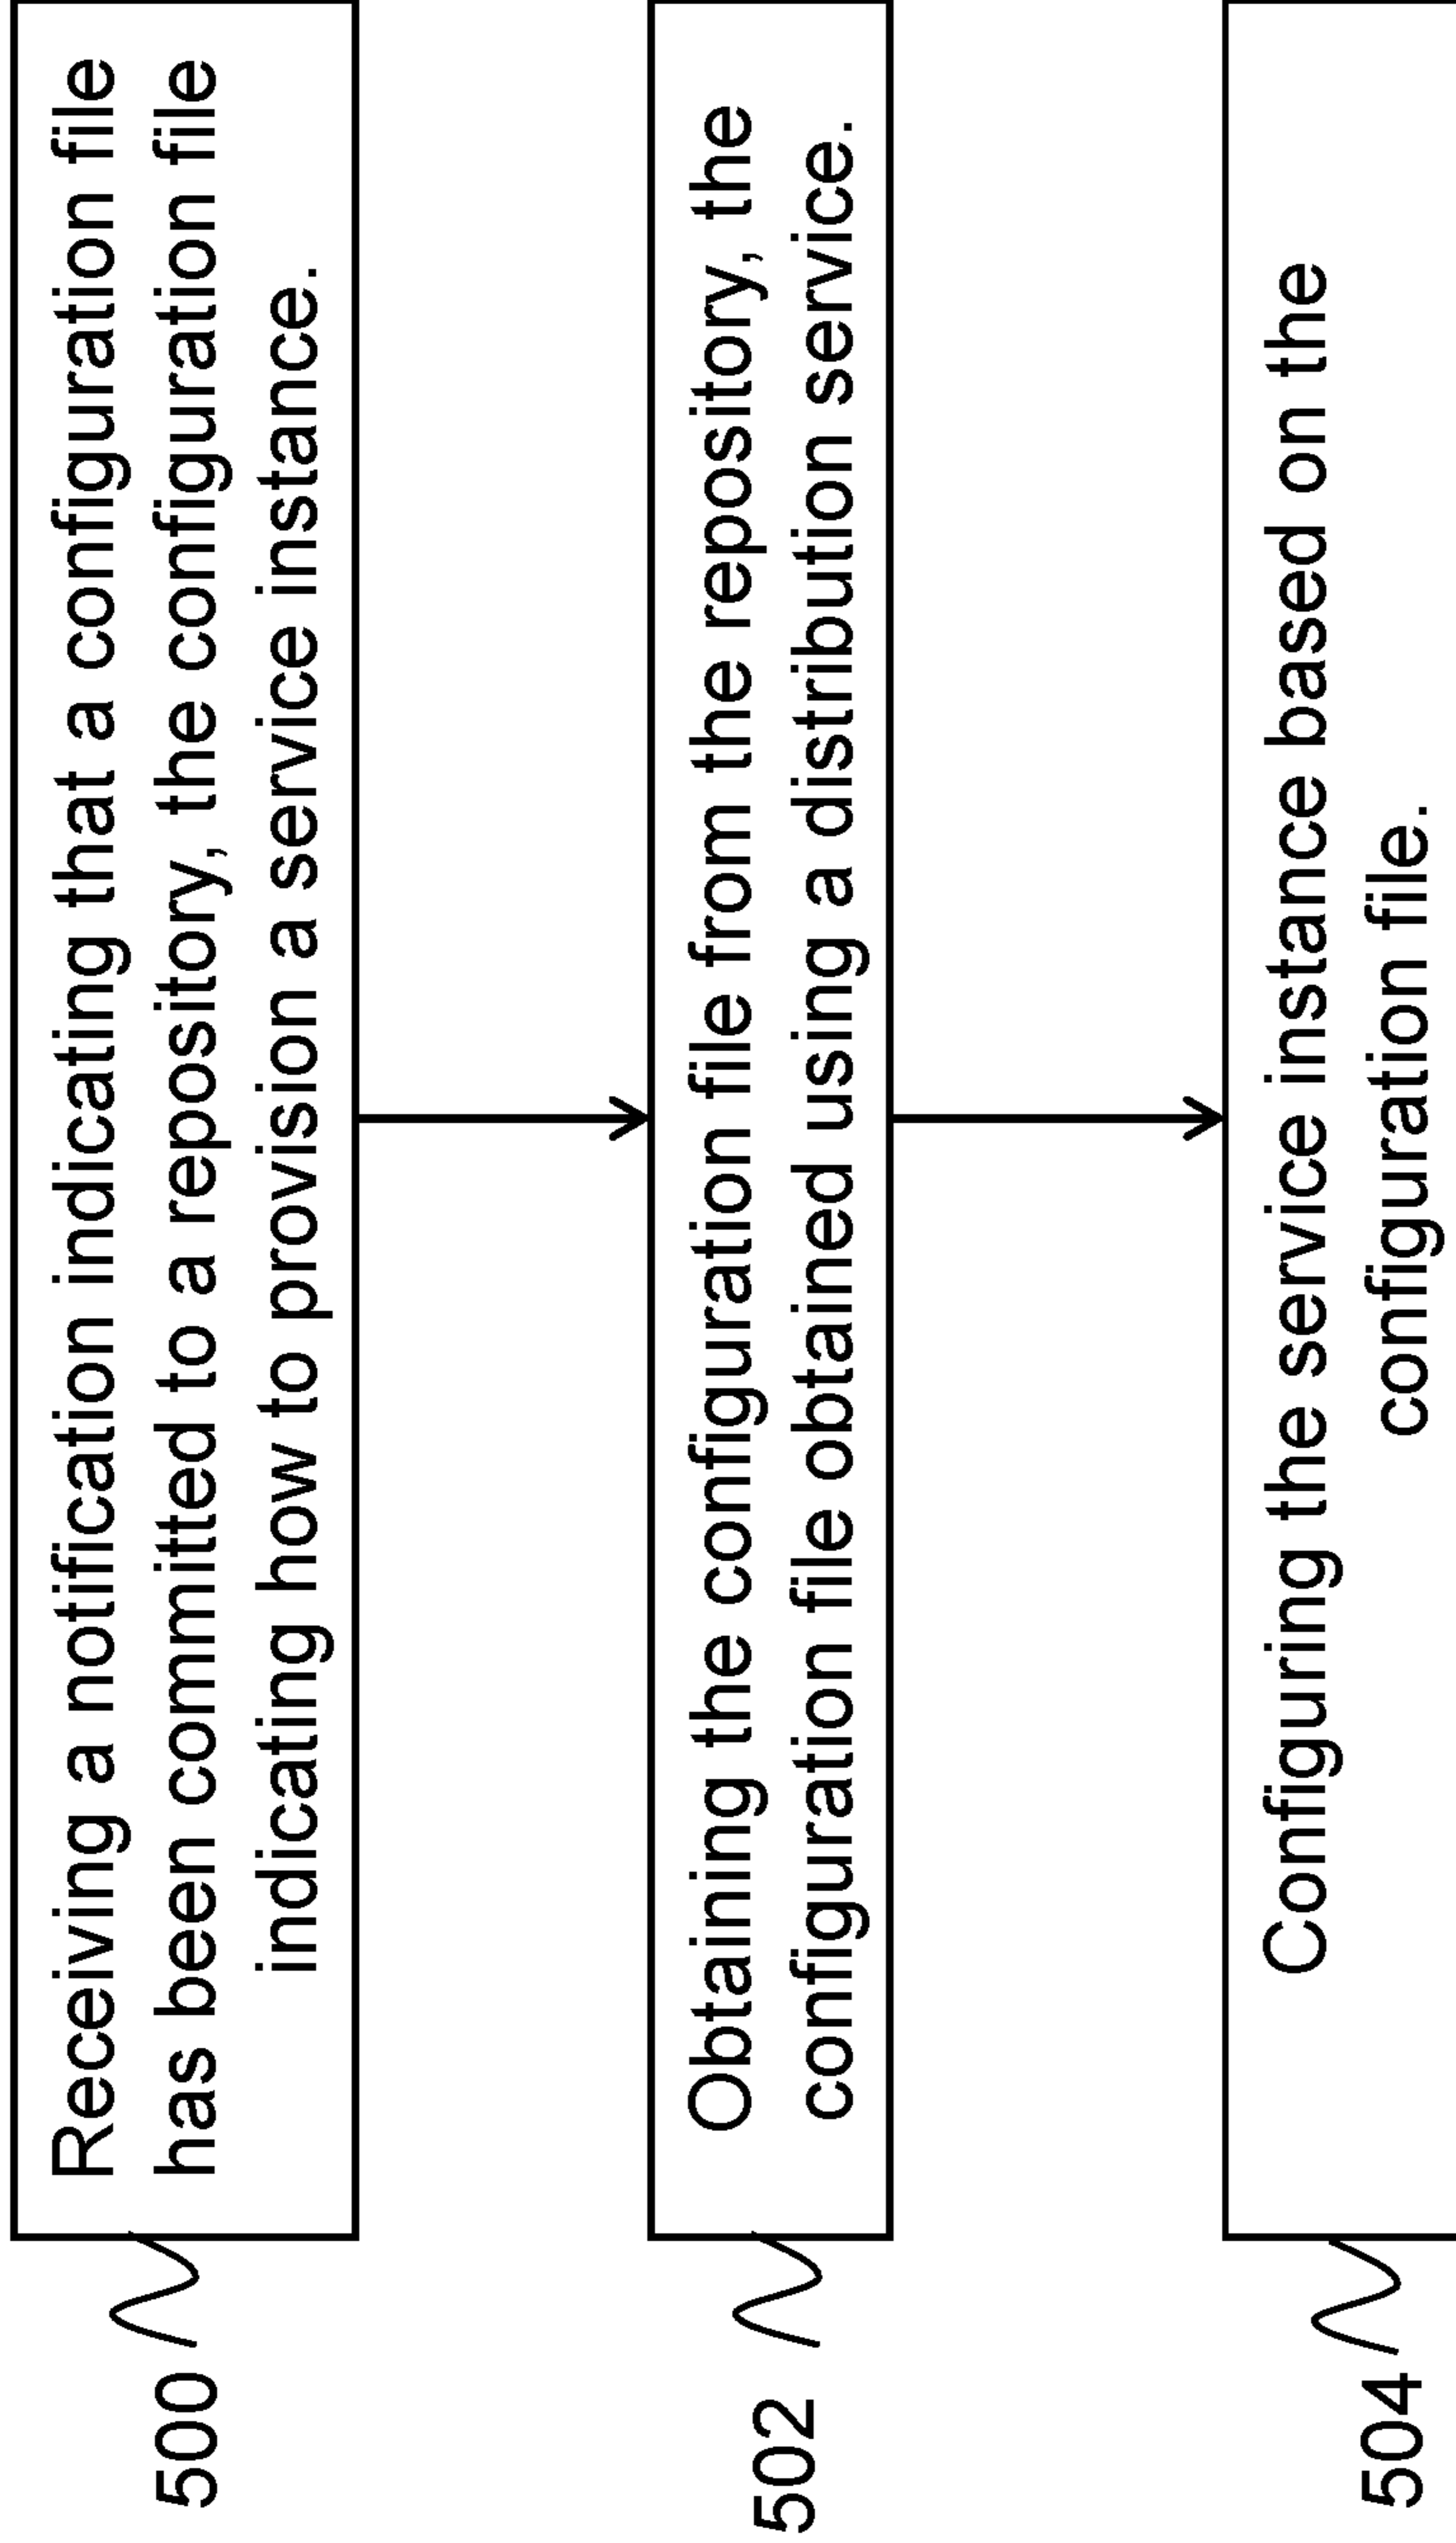 500
Receiving a notification indicating that a configuration file
has been committed to a repository, the configuration file
indicating how to provision a service instance.
502
Obtaining the configuration file from the repository, the
configuration file obtained using a distribution service.
504
Configuring the service instance based on the
configuration file.